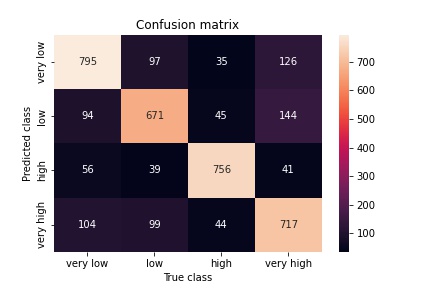 Confusion matrix
very low
795
97
35
126
low
94
671
45
144
high
56
39
756
41
very high
104
99
44
717
very low
low
high
very high
True class
Predicted class
700
600
500
400
300
200
100